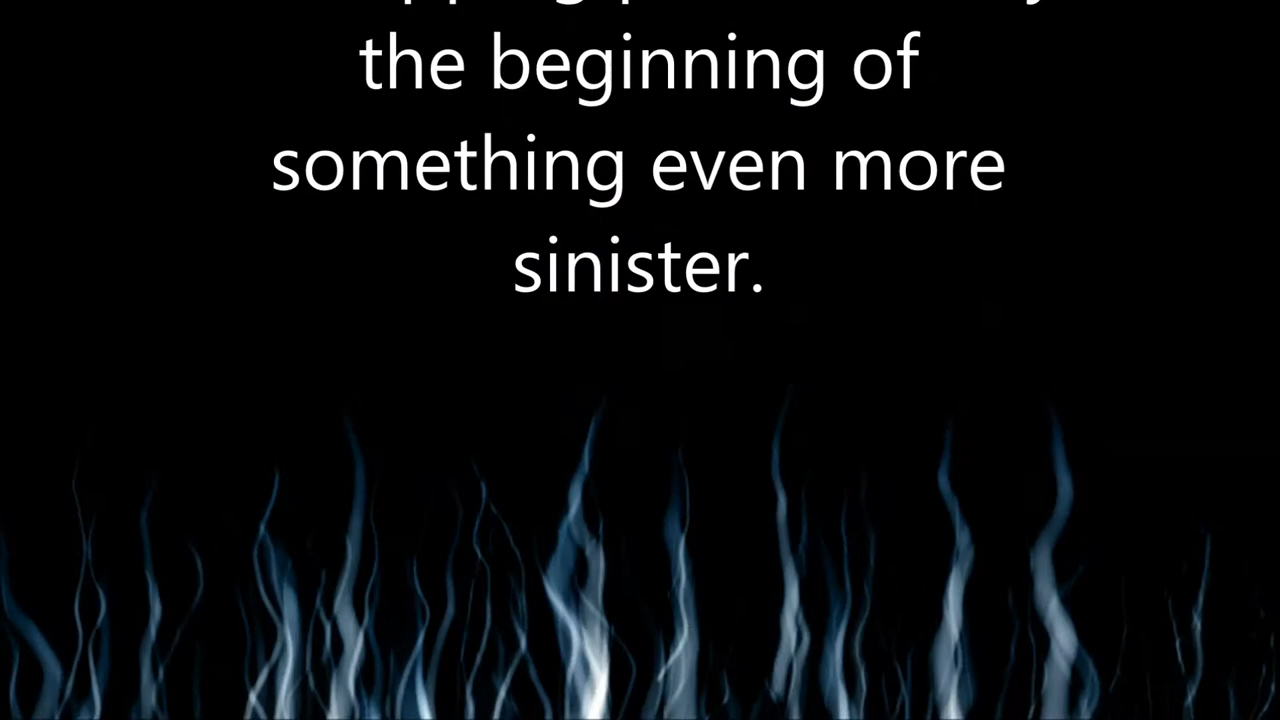 the beginning of
something even more
sinister.